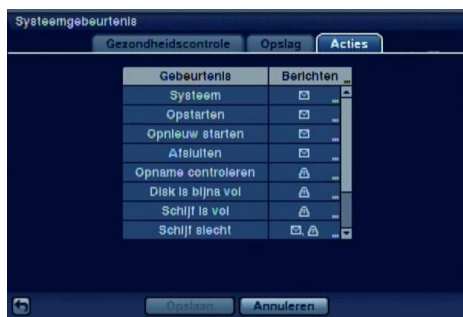 Systeemgebeurtenis
Gezondheidscontrole Opslag Acties
Gebeurtenis Berichten ...
Systeem ...
Opstarten ...
Opnieuw starten ...
Afsluiten ...
Opname controleren ...
Disk is bijna vol ...
Schijf is vol ...
Schijf slecht , ...
Opslaan Annuleren